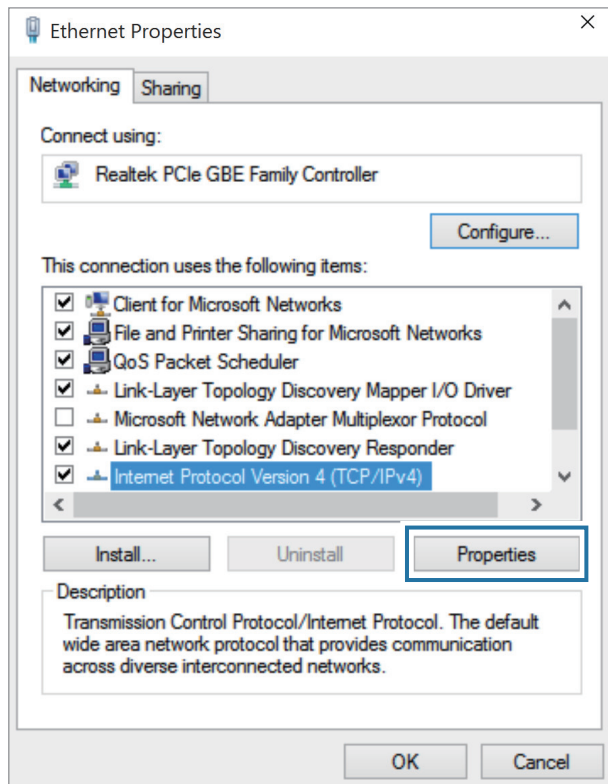 Ethernet Properties
Networking
Sharing
Connect using:
Realtek PCIe GBE Family Controller
Configure...
This connection uses the following items:
Client for Microsoft Networks
File and Printer Sharing for Microsoft Networks
QoS Packet Scheduler
Link-Layer Topology Discovery Mapper I/O Driver
Microsoft Network Adapter Multiplexor Protocol
Link-Layer Topology Discovery Responder
Internet Protocol Version 4 (TCP/IPv4)
Install...
Uninstall
Properties
Description
Transmission Control Protocol/Internet Protocol. The default
wide area network protocol that provides communication
across diverse interconnected networks.
OK
Cancel